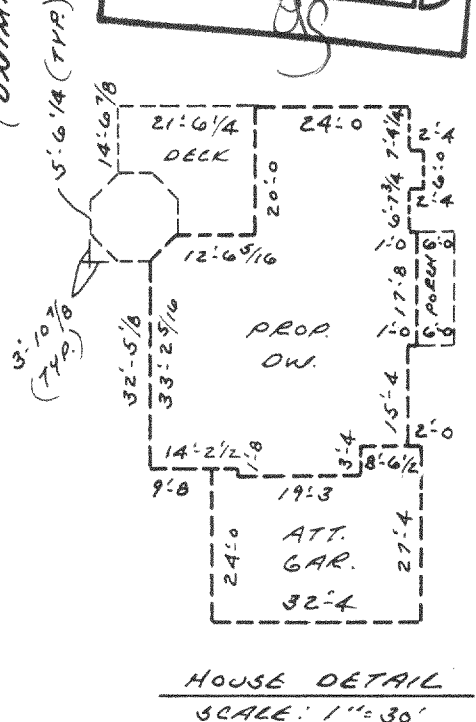 5'-6 1/4 (TYP.)
14'-6 7/8
21'-6 1/4
DECK
24'-0
7'-4 1/4
2'-4
6'-0
2'-4
6'-7 3/4
20'-0
12'-6 5/16
1'-0
6'-0
17'-8
PORCH
1'-0
6'-0
3'-10 7/8
(TYP.)
32'-5 1/8
33'-2 5/16
PROP.
DW.
15'-4
2'-0
14'-2 1/2
1'-8
3'-4
8'-6 1/2
9'-8
19'-3
24'-0
ATT.
GAR.
27'-4
32'-4
HOUSE DETAIL
SCALE: 1"=30'